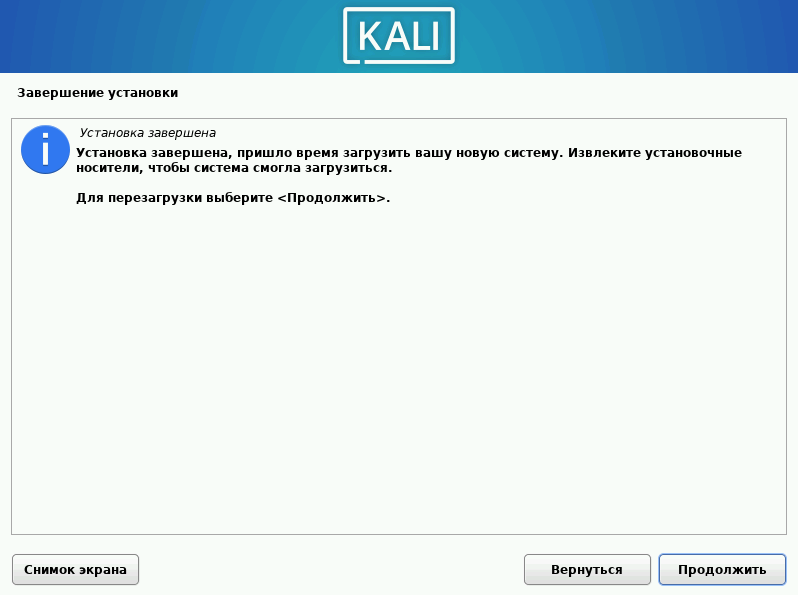 KALI
Завершение установки
Установка завершена
Установка завершена, пришло время загрузить вашу новую систему. Извлеките установочные
носители, чтобы система смогла загрузиться.
Для перезагрузки выберите <Продолжить>.
Снимок экрана
Вернуться
Продолжить